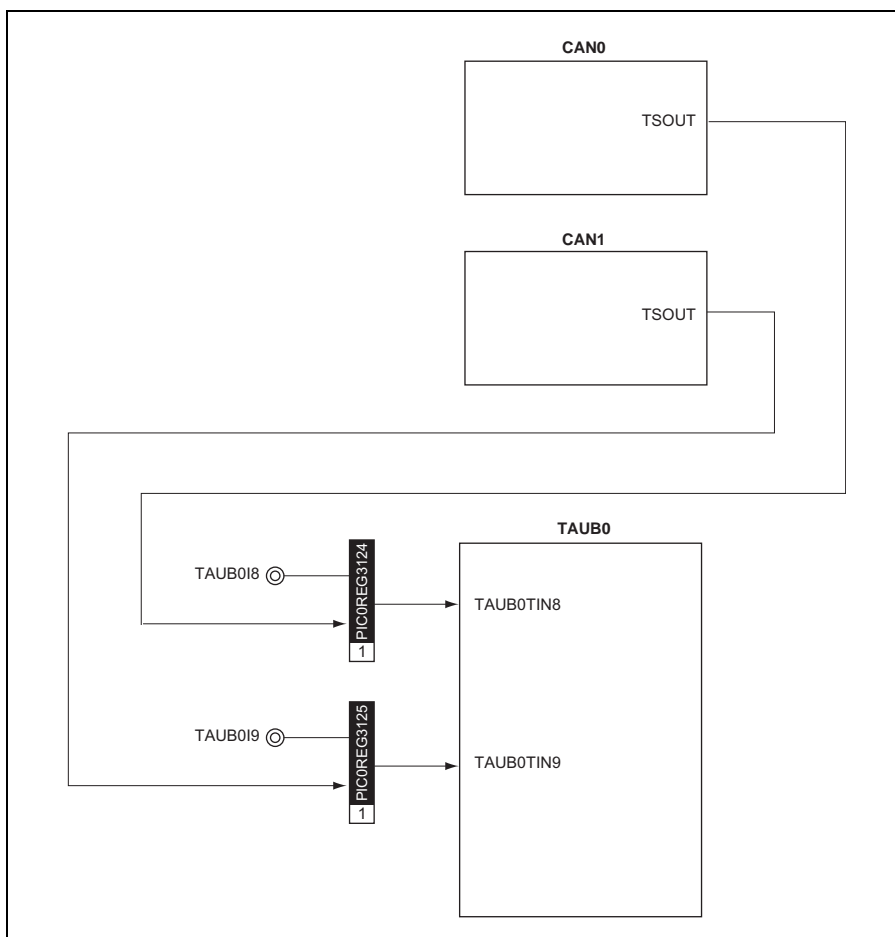 CAN0
TSOUT
CAN1
TSOUT
TAUB0
TAUB0I8
PIC0REG3124
1
TAUB0TIN8
TAUB0I9
PIC0REG3125
1
TAUB0TIN9